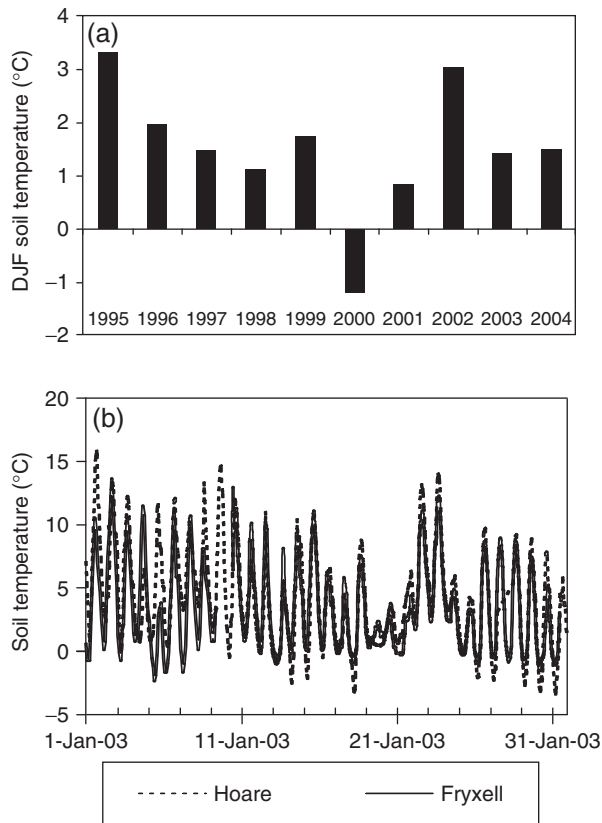 (a)
DJF soil temperature (°C)
4
3
2
1
0
–1
–2
1995 1996 1997 1998 1999 2000 2001 2002 2003 2004
(b)
Soil temperature (°C)
20
15
10
5
0
–5
1-Jan-03 11-Jan-03 21-Jan-03 31-Jan-03
Hoare Fryxell